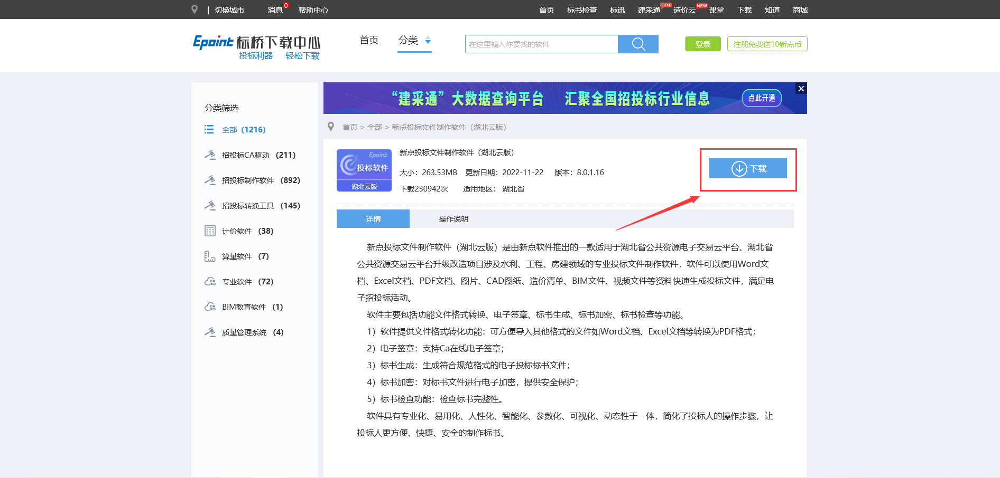 | 切换城市 消息 0 帮助中心 首页 标书检查 标讯 建采通 HOT 造价云 NEW 课堂 下载 知道 商城
Epoint 标桥下载中心
投标利器 轻松下载
首页 分类 在这里输入你要找的软件 登录 注册免费送10新点币
分类筛选
全部 (1216)
招投标CA驱动 (211)
招投标制作软件 (892)
招投标转换工具 (145)
计价软件 (38)
算量软件 (7)
专业软件 (72)
BIM教育软件 (1)
质量管理系统 (4)
“建采通”大数据查询平台 汇聚全国招投标行业信息 点此开通 X
首页 > 全部 > 新点投标文件制作软件（湖北云版）
Epoint
投标软件
湖北云版
新点投标文件制作软件（湖北云版）
大小：263.53MB 更新日期：2022-11-22 版本：8.0.1.16
下载230942次 适用地区： 湖北省
下载
详情 操作说明
新点投标文件制作软件（湖北云版）是由新点软件推出的一款适用于湖北省公共资源电子交易云平台、湖北省
公共资源交易云平台升级改造项目涉及水利、工程、房建领域的专业投标文件制作软件，软件可以使用Word文
档、Excel文档、PDF文档、图片、CAD图纸、造价清单、BIM文件、视频文件等资料快速生成投标文件，满足电
子招投标活动。
软件主要包括功能文件格式转换、电子签章、标书生成、标书加密、标书检查等功能。
1）软件提供文件格式转化功能：可方便导入其他格式的文件如Word文档、Excel文档等转换为PDF格式；
2）电子签章：支持Ca在线电子签章；
3）标书生成：生成符合规范格式的电子投标标书文件；
4）标书加密：对标书文件进行电子加密，提供安全保护；
5）标书检查功能：检查标书完整性。
软件具有专业化、易用化、人性化、智能化、参数化、可视化、动态性于一体，简化了投标人的操作步骤，让
投标人更方便、快捷、安全的制作标书。